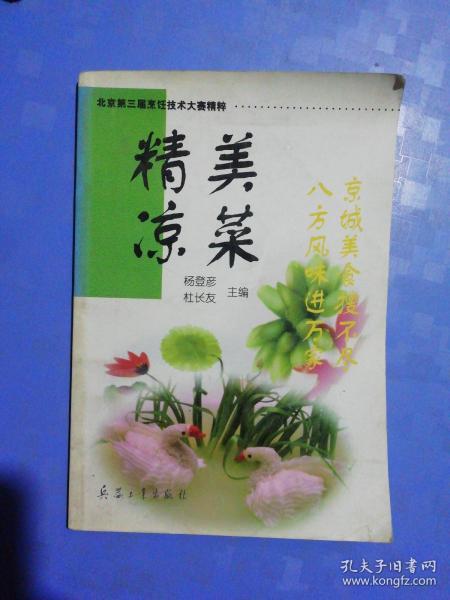 北京第三届烹饪技术大赛精粹
精美
凉菜
杨登彦
杜长友
主编
京城美食搜不尽
八方风味进万家
兵器工业出版社
孔夫子旧书网
www.kongfz.com